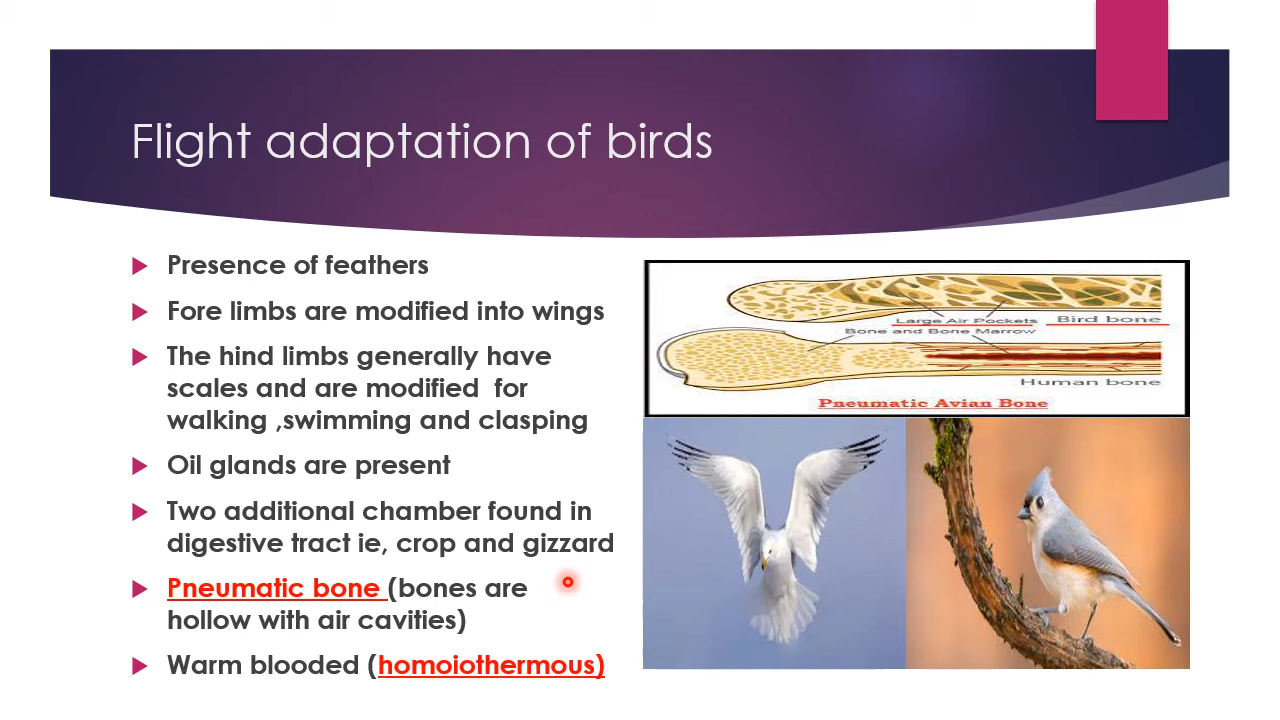 Flight adaptation of birds
Presence of feathers
Fore limbs are modified into wings
The hind limbs generally have
scales and are modified for
walking ,swimming and clasping
Oil glands are present
Two additional chamber found in
digestive tract ie, crop and gizzard
Pneumatic bone (bones are
hollow with air cavities)
Warm blooded (homoiothermous)
Large Air Pockets
Bird bone
Bone and Bone Marrow
Human bone
Pneumatic Avian Bone